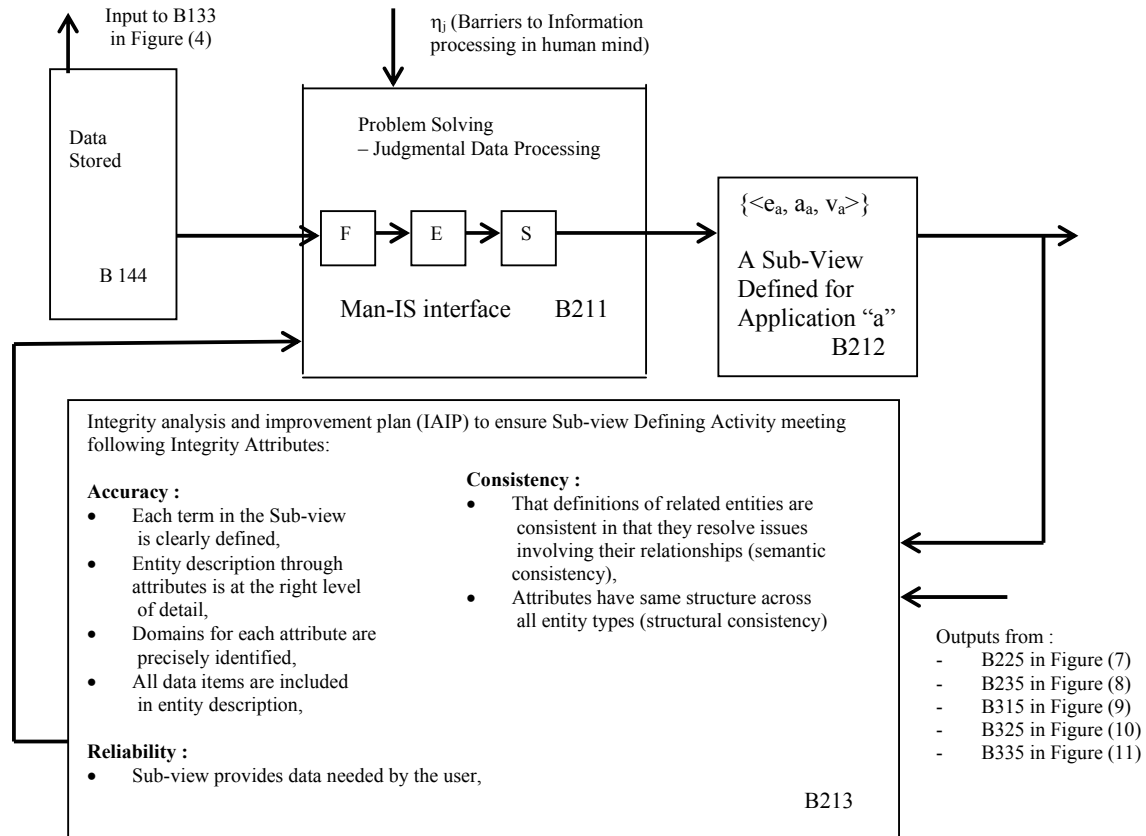 Input to B133
in Figure (4)
ηj (Barriers to Information
processing in human mind)
Data
Stored
B 144
Problem Solving
– Judgmental Data Processing
F
E
S
Man-IS interface B211
{<ea, aa, va>}
A Sub-View
Defined for
Application “a”
B212
Integrity analysis and improvement plan (IAIP) to ensure Sub-view Defining Activity meeting
following Integrity Attributes:
Accuracy :
• Each term in the Sub-view
is clearly defined,
• Entity description through
attributes is at the right level
of detail,
• Domains for each attribute are
precisely identified,
• All data items are included
in entity description,
Reliability :
• Sub-view provides data needed by the user,
Consistency :
• That definitions of related entities are
consistent in that they resolve issues
involving their relationships (semantic
consistency),
• Attributes have same structure across
all entity types (structural consistency)
B213
Outputs from :
- B225 in Figure (7)
- B235 in Figure (8)
- B315 in Figure (9)
- B325 in Figure (10)
- B335 in Figure (11)